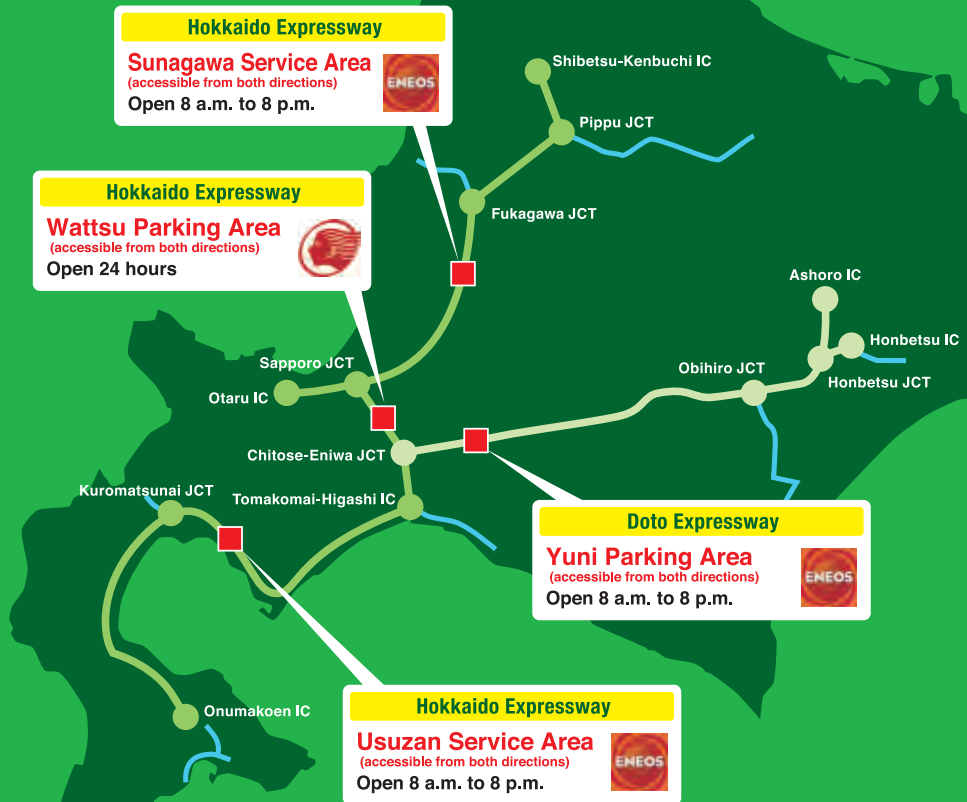 Hokkaido Expressway
Sunagawa Service Area
(accessible from both directions)
Open 8 a.m. to 8 p.m.
ENEOS
Shibetsu-Kenbuchi IC
Pippu JCT
Hokkaido Expressway
Wattsu Parking Area
(accessible from both directions)
Open 24 hours
Fukagawa JCT
Ashoro IC
Honbetsu IC
Sapporo JCT
Obihiro JCT
Honbetsu JCT
Otaru IC
Chitose-Eniwa JCT
Kuromatsunai JCT
Tomakomai-Higashi IC
Doto Expressway
Yuni Parking Area
(accessible from both directions)
Open 8 a.m. to 8 p.m.
ENEOS
Onumakoen IC
Hokkaido Expressway
Usuzan Service Area
(accessible from both directions)
Open 8 a.m. to 8 p.m.
ENEOS